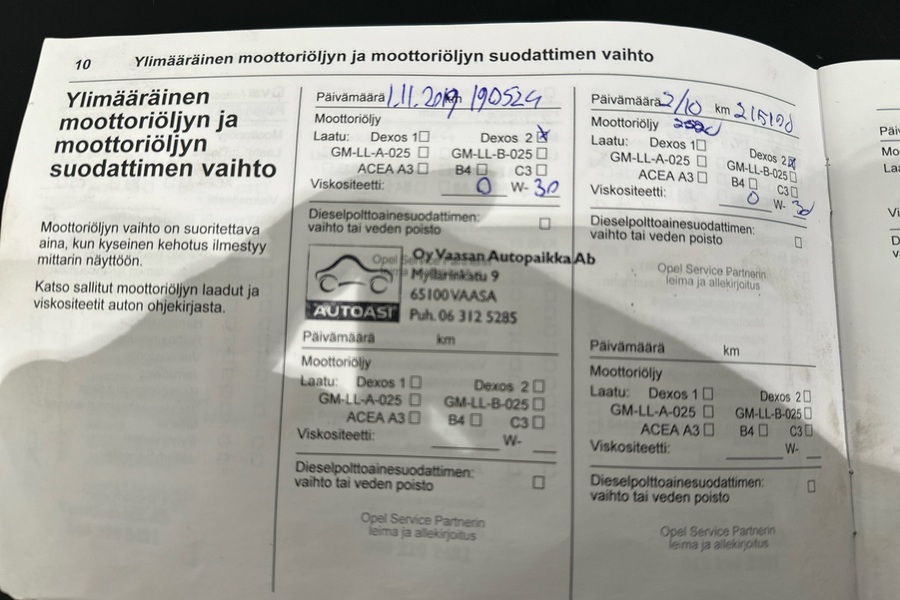 10 Ylimääräinen moottoriöljyn ja moottoriöljyn suodattimen vaihto
Ylimääräinen
moottoriöljyn ja
moottoriöljyn
suodattimen vaihto
Moottoriöljyn vaihto on suoritettava
aina, kun kyseinen kehotus ilmestyy
mittarin näyttöön.
Katso sallitut moottoriöljyn laadut ja
viskositeetit auton ohjekirjasta.
Päivämäärä 1.11.2019 km 190524
Moottoriöljy
Laatu: Dexos 1 Dexos 2
GM-LL-A-025 GM-LL-B-025
ACEA A3 B4 C3
Viskositeetti: 0 W- 30
Dieselpolttoainesuodattimen:
vaihto tai veden poisto
Oy Vaasan Autopaikka Ab
Myllärinkatu 9
65100 VAASA
Puh. 06 312 5285
AUTOASI
Päivämäärä km
Moottoriöljy
Laatu: Dexos 1 Dexos 2
GM-LL-A-025 GM-LL-B-025
ACEA A3 B4 C3
Viskositeetti: W-
Dieselpolttoainesuodattimen:
vaihto tai veden poisto
Opel Service Partnerin
leima ja allekirjoitus
Päivämäärä 2/10 km
Moottoriöljy
Laatu: Dexos 1 Dexos 2
GM-LL-A-025 GM-LL-B-025
ACEA A3 B4 C3
Viskositeetti: 0 W- 30
Dieselpolttoainesuodattimen:
vaihto tai veden poisto
Opel Service Partnerin
leima ja allekirjoitus
Päivämäärä km
Moottoriöljy
Laatu: Dexos 1 Dexos 2
GM-LL-A-025 GM-LL-B-025
ACEA A3 B4 C3
Viskositeetti: W-
Dieselpolttoainesuodattimen:
vaihto tai veden poisto
Opel Service Partnerin
leima ja allekirjoitus